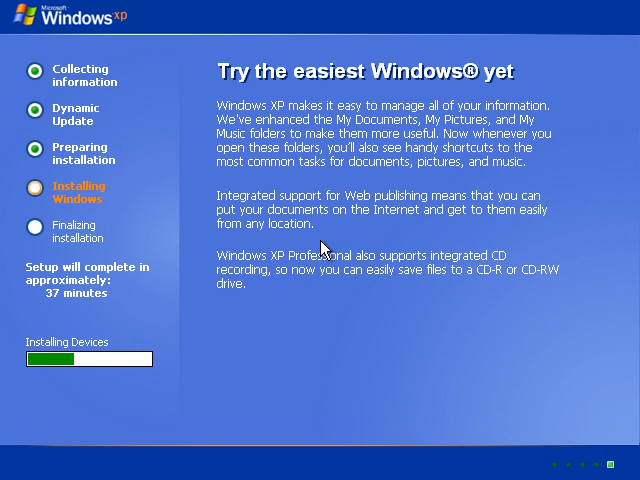 Microsoft
Windows xp
Collecting
information
Dynamic
Update
Preparing
installation
Installing
Windows
Finalizing
installation
Setup will complete in
approximately:
37 minutes
Installing Devices
Try the easiest Windows® yet
Windows XP makes it easy to manage all of your information.
We've enhanced the My Documents, My Pictures, and My
Music folders to make them more useful. Now whenever you
open these folders, you'll also see handy shortcuts to the
most common tasks for documents, pictures, and music.
Integrated support for Web publishing means that you can
put your documents on the Internet and get to them easily
from any location.
Windows XP Professional also supports integrated CD
recording, so now you can easily save files to a CD-R or CD-RW
drive.